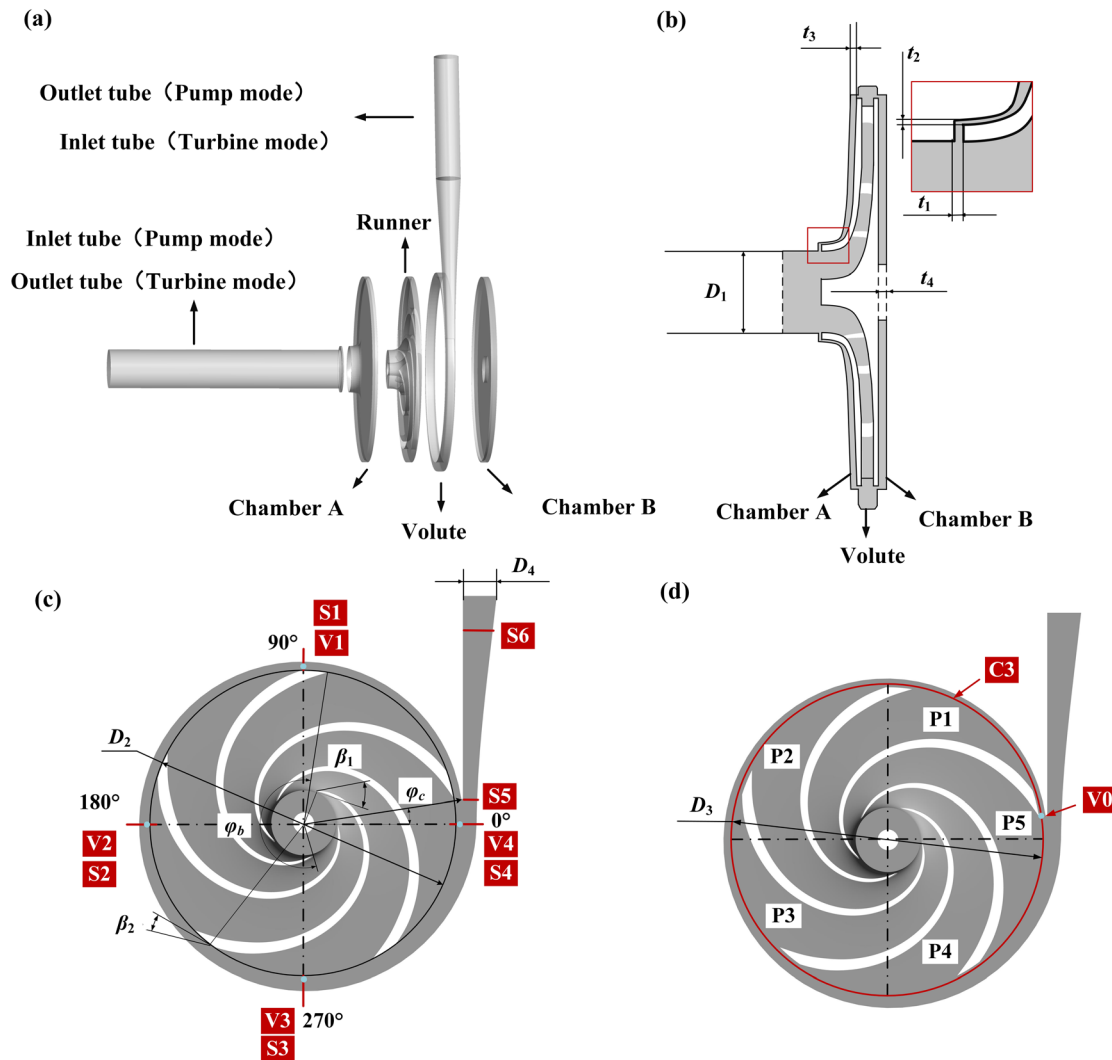 (a)
Outlet tube（Pump mode）
Inlet tube（Turbine mode）
Inlet tube（Pump mode）
Outlet tube（Turbine mode）
Runner
Chamber A
Volute
Chamber B
(b)
t3
t2
t1
D1
t4
Chamber A
Chamber B
Volute
(c)
D4
S1
V1
90°
S6
D2
β1
φc
S5
180°
0°
V2
S2
φb
V4
S4
β2
V3
270°
S3
(d)
C3
P1
P2
D3
V0
P5
P3
P4